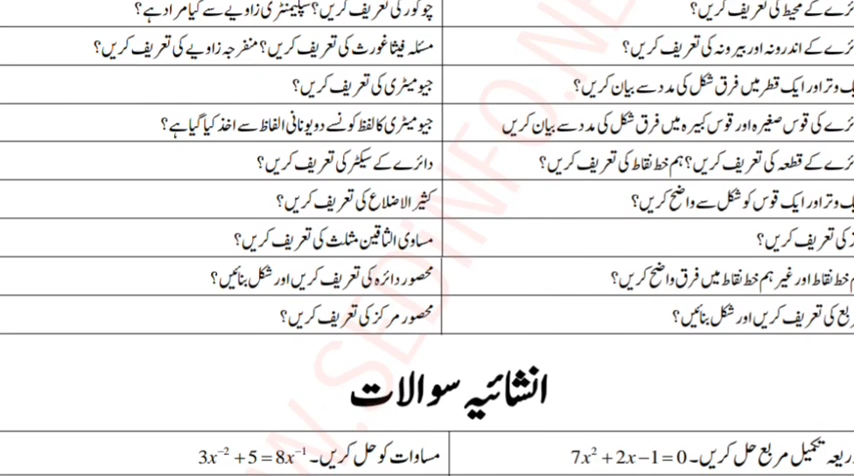 ئرے کے محیط کی تعریف کریں؟ چوکور کی تعریف کریں؟ سپلیمنٹری زاویے سے کیا مراد ہے؟
ئرے کے اندرونہ اور بیرونہ کی تعریف کریں؟ مسئلہ فیثا غورث کی تعریف کریں؟ منفرجہ زاویے کی تعریف کریں؟
ک وتر اور ایک قطر میں فرق شکل کی مدد سے بیان کریں؟ جیومیٹری کی تعریف کریں؟
ئرے کی قوس صغیرہ اور قوس کبیرہ میں فرق شکل کی مدد سے بیان کریں جیومیٹری کا لفظ کونسے دو یونانی الفاظ سے اخذ کیا گیا ہے؟
ئرے کے قطعہ کی تعریف کریں؟ ہم خط نقاط کی تعریف کریں؟ دائرے کے سیکٹر کی تعریف کریں؟
ک وتر اور ایک قوس کو شکل سے واضح کریں؟ کثیر الاضلاع کی تعریف کریں؟
کی تعریف کریں؟ مساوی الثاقین مثلث کی تعریف کریں؟
م خط نقاط اور غیر ہم خط نقاط میں فرق واضح کریں؟ محصور دائرہ کی تعریف کریں اور شکل بنائیں؟
ربع کی تعریف کریں اور شکل بنائیں؟ محصور مرکز کی تعریف کریں؟
انشائیہ سوالات
ریعہ تکمیل مربع حل کریں۔ 7x² + 2x − 1 = 0 مساوات کو حل کریں۔ 3x⁻² + 5 = 8x⁻¹
W.SEDiNFO.NE